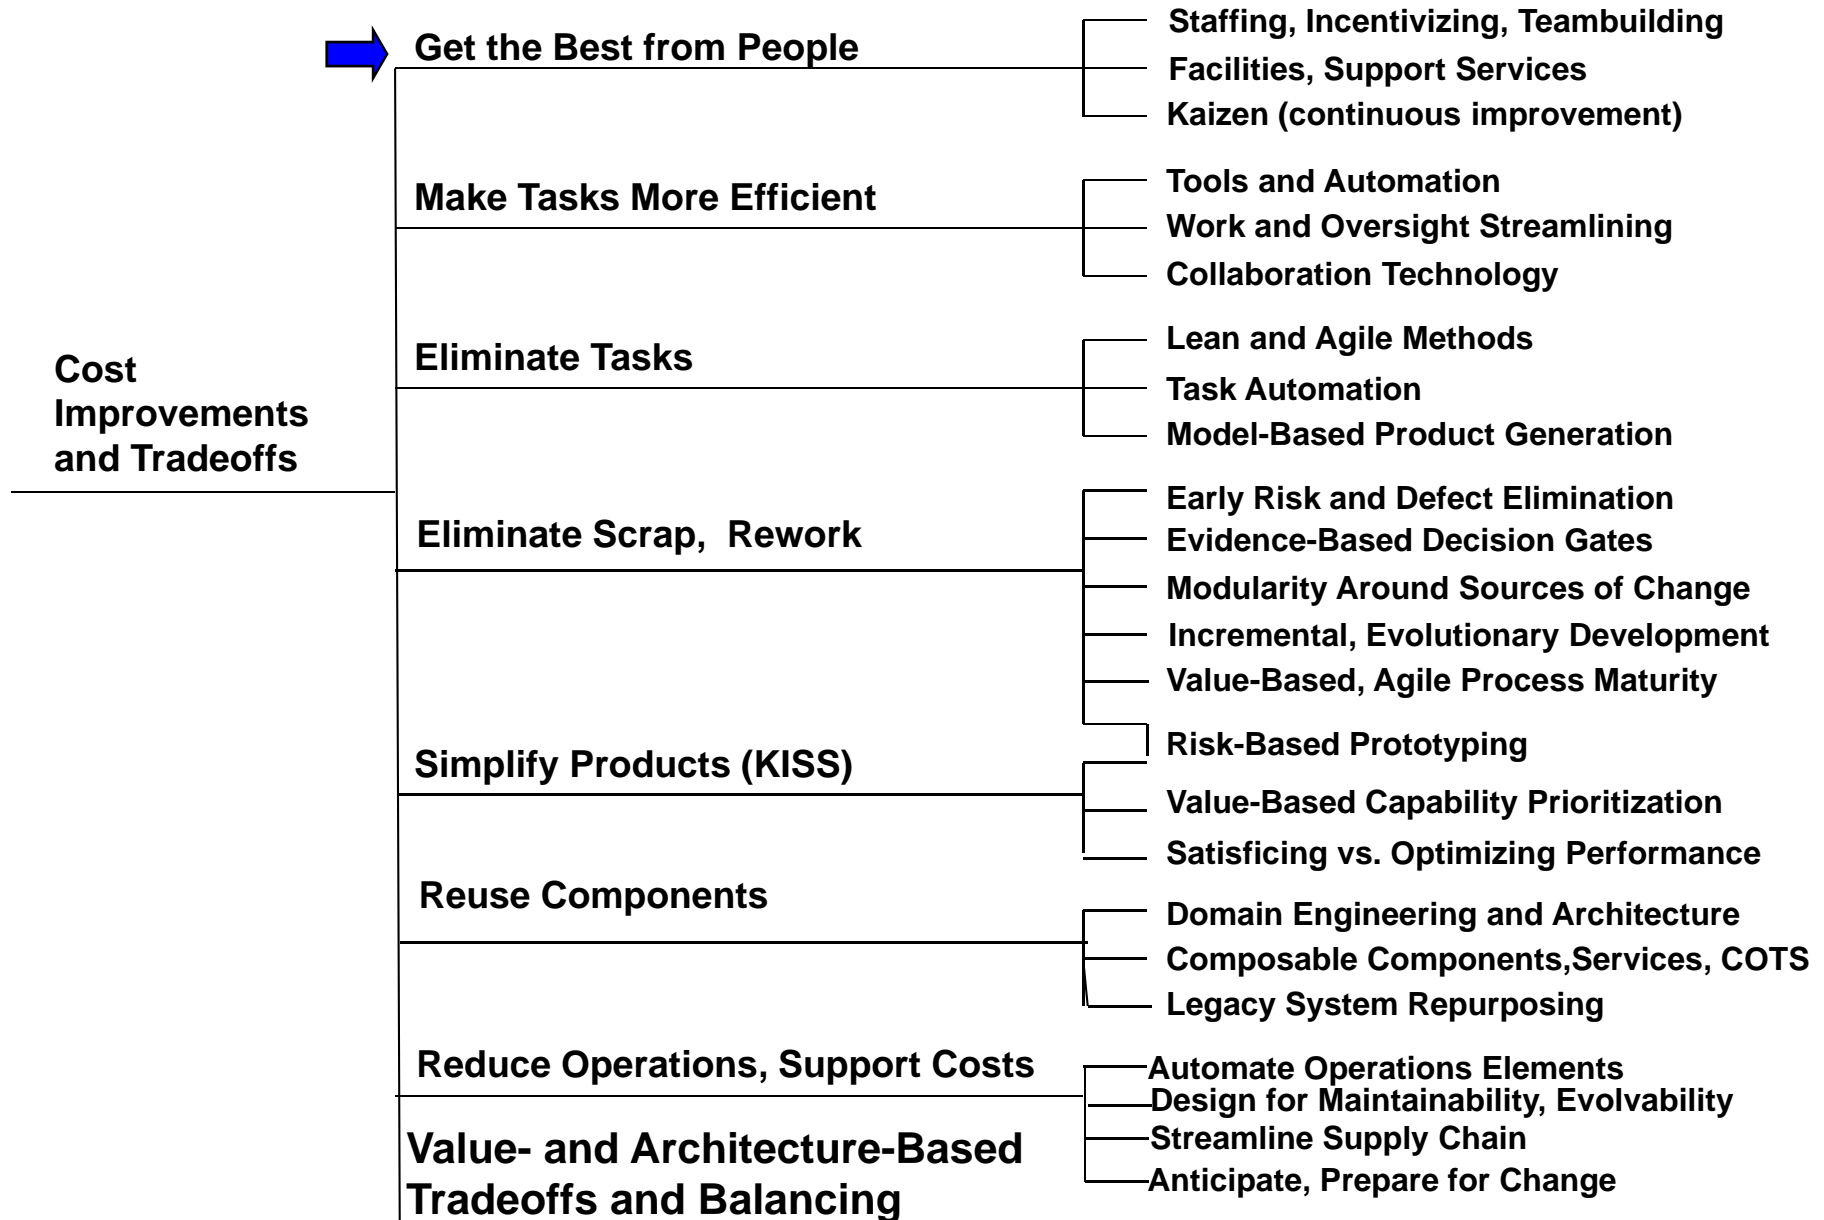 Cost
Improvements
and Tradeoffs
Get the Best from People
Staffing, Incentivizing, Teambuilding
Facilities, Support Services
Kaizen (continuous improvement)
Make Tasks More Efficient
Tools and Automation
Work and Oversight Streamlining
Collaboration Technology
Eliminate Tasks
Lean and Agile Methods
Task Automation
Model-Based Product Generation
Eliminate Scrap, Rework
Early Risk and Defect Elimination
Evidence-Based Decision Gates
Modularity Around Sources of Change
Incremental, Evolutionary Development
Value-Based, Agile Process Maturity
Simplify Products (KISS)
Risk-Based Prototyping
Value-Based Capability Prioritization
Satisficing vs. Optimizing Performance
Reuse Components
Domain Engineering and Architecture
Composable Components,Services, COTS
Legacy System Repurposing
Reduce Operations, Support Costs
Automate Operations Elements
Design for Maintainability, Evolvability
Streamline Supply Chain
Anticipate, Prepare for Change
Value- and Architecture-Based
Tradeoffs and Balancing